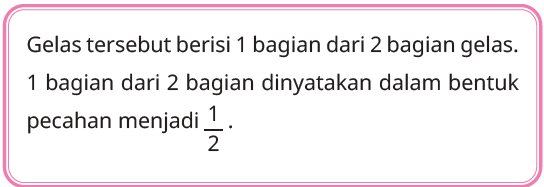 Gelas tersebut berisi 1 bagian dari 2 bagian gelas.
1 bagian dari 2 bagian dinyatakan dalam bentuk
pecahan menjadi 1/2 .